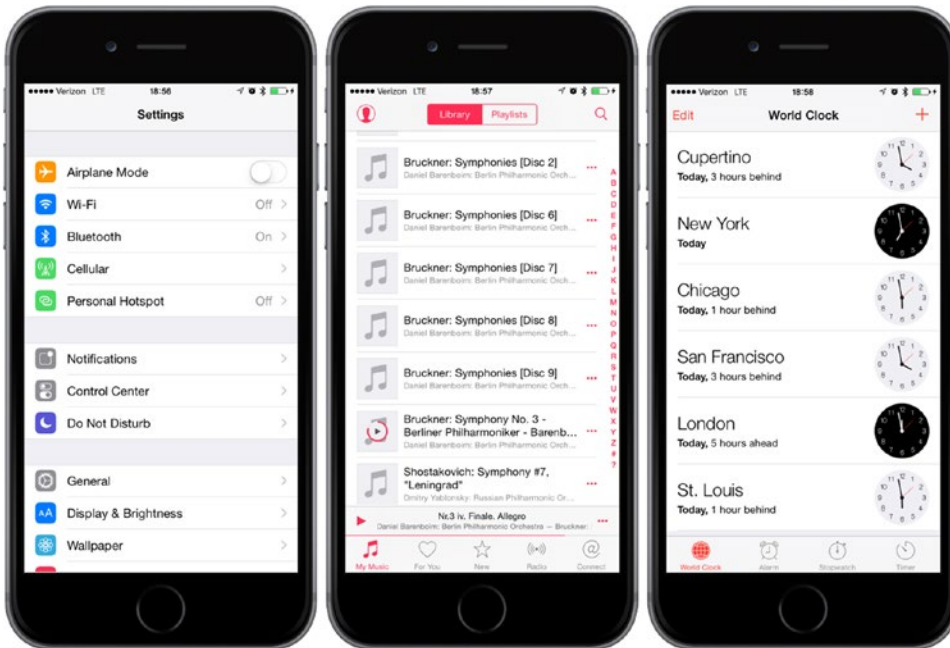 Verizon LTE 18:56
Settings
Airplane Mode
Wi-Fi Off
Bluetooth On
Cellular
Personal Hotspot Off
Notifications
Control Center
Do Not Disturb
General
Display & Brightness
Wallpaper
Verizon LTE 18:57
Library Playlists
Bruckner: Symphonies [Disc 2]
Daniel Barenboim: Berlin Philharmonic Orch...
Bruckner: Symphonies [Disc 6]
Daniel Barenboim: Berlin Philharmonic Orch...
Bruckner: Symphonies [Disc 7]
Daniel Barenboim: Berlin Philharmonic Orch...
Bruckner: Symphonies [Disc 8]
Daniel Barenboim: Berlin Philharmonic Orch...
Bruckner: Symphonies [Disc 9]
Daniel Barenboim: Berlin Philharmonic Orch...
Bruckner: Symphony No. 3 -
Berliner Philharmoniker - Barenb...
Daniel Barenboim: Berlin Philharmonic Orch...
Shostakovich: Symphony #7,
"Leningrad"
Dmitry Yablonsky: Russian Philharmonic Or...
A
B
C
D
E
F
G
H
I
J
K
L
M
N
O
P
Q
R
S
T
U
V
W
X
Y
Z
#
?
Nr.3 iv. Finale. Allegro
Daniel Barenboim: Berlin Philharmonic Orchestra — Bruckner:
My Music For You New Radio Connect
Verizon LTE 18:58
Edit World Clock +
Cupertino
Today, 3 hours behind
New York
Today
Chicago
Today, 1 hour behind
San Francisco
Today, 3 hours behind
London
Today, 5 hours ahead
St. Louis
Today, 1 hour behind
World Clock Alarm Stopwatch Timer